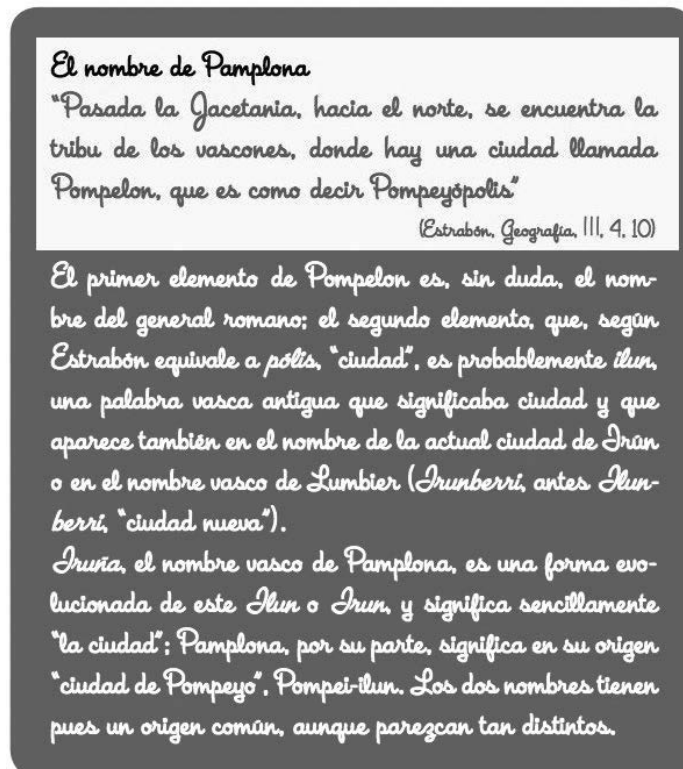 El nombre de Pamplona
"Pasada la Jacetania, hacia el norte, se encuentra la
tribu de los vascones, donde hay una ciudad llamada
Pompelon, que es como decir Pompeyópolis"
(Estrabón, Geografía, III, 4, 10)
El primer elemento de Pompelon es, sin duda, el nom-
bre del general romano; el segundo elemento, que, según
Estrabón equivale a pólis, "ciudad", es probablemente ilun,
una palabra vasca antigua que significaba ciudad y que
aparece también en el nombre de la actual ciudad de Irún
o en el nombre vasco de Lumbier (Irunberri, antes Ilun-
berri, "ciudad nueva").
Iruña, el nombre vasco de Pamplona, es una forma evo-
lucionada de este Ilun o Irun, y significa sencillamente
"la ciudad"; Pamplona, por su parte, significa en su origen
"ciudad de Pompeyo", Pompei-ilun. Los dos nombres tienen
pues un origen común, aunque parezcan tan distintos.